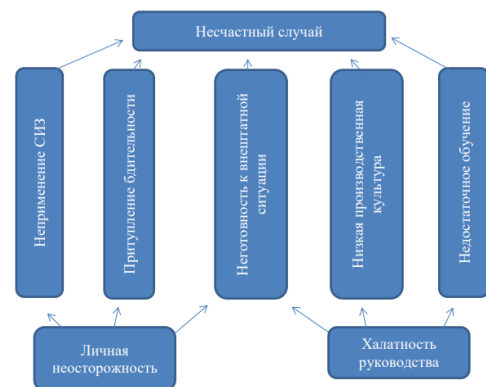 Несчастный случай
Неприменение СИЗ
Притупление бдительности
Неготовность к внештатной
ситуации
Низкая производственная
культура
Недостаточное обучение
Личная
неосторожность
Халатность
руководства